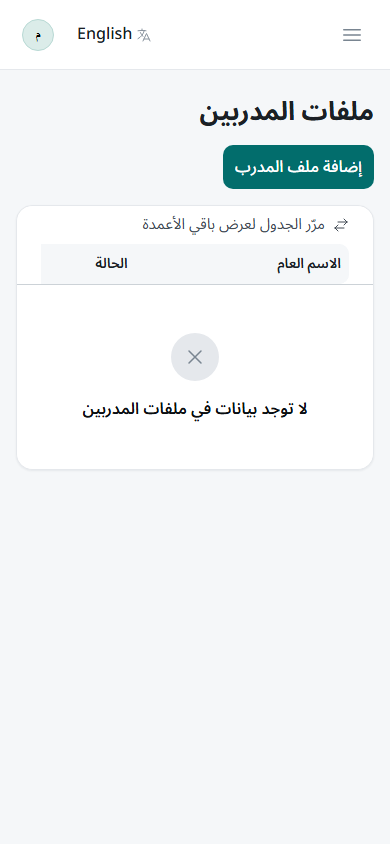 م
English
ملفات المدربين
إضافة ملف المدرب
مرّر الجدول لعرض باقي الأعمدة
الاسم العام الحالة
لا توجد بيانات في ملفات المدربين